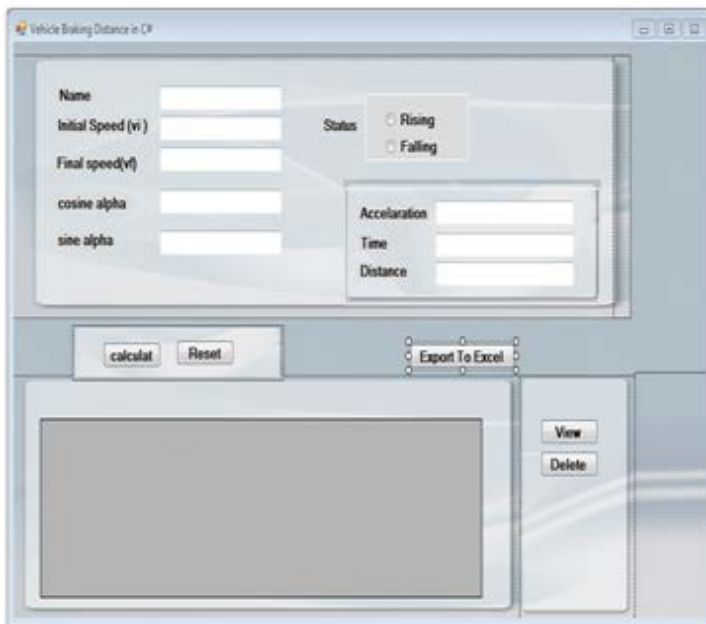 Vehicle Braking Distance in C#
Name
Initial Speed (vi )
Final speed(vf)
cosine alpha
sine alpha
Status
Rising
Falling
Accelaration
Time
Distance
calculat
Reset
Export To Excel
View
Delete